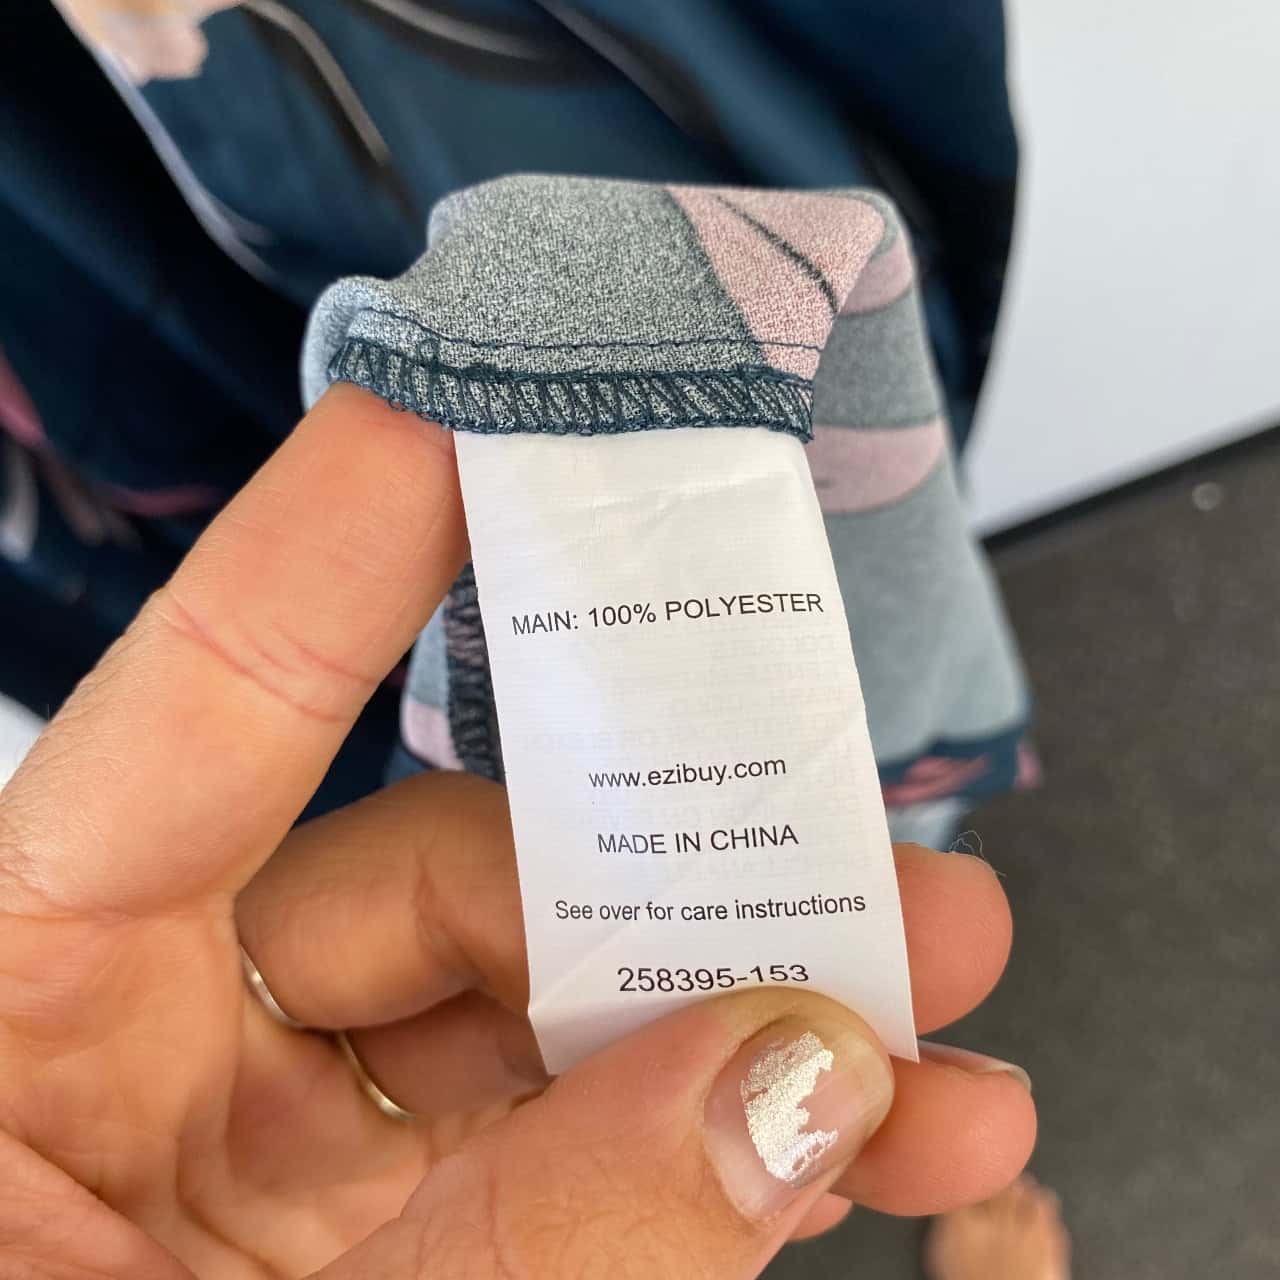 MAIN: 100% POLYESTER
www.ezibuy.com
MADE IN CHINA
See over for care instructions
258395-153